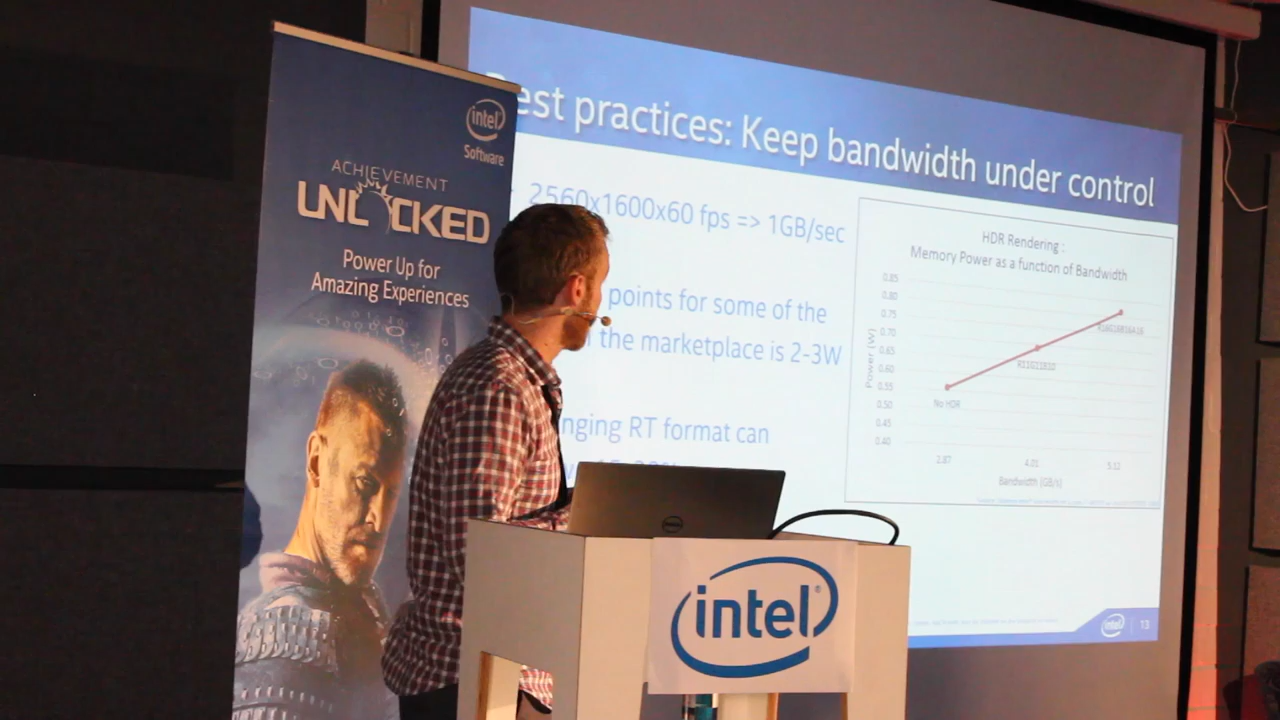 intel
Software
ACHIEVEMENT
UNLOCKED
Power Up for
Amazing Experiences
est practices: Keep bandwidth under control
2560x1600x60 fps => 1GB/sec
points for some of the
the marketplace is 2-3W
nging RT format can
HDR Rendering :
Memory Power as a function of Bandwidth
0.85
0.80
0.75
0.70
0.65
0.60
0.55
0.50
0.45
0.40
Power (W)
No HDR
2.87
4.01
5.12
Bandwidth (GB/s)
intel
13
DELL
intel